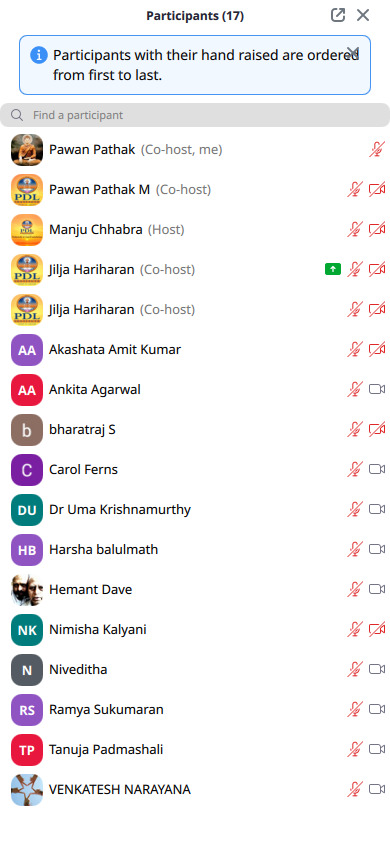 Participants (17)
Participants with their hand raised are ordered
from first to last.
Find a participant
Pawan Pathak (Co-host, me)
PDL Pawan Pathak M (Co-host)
Manju Chhabra (Host)
PDL Jilja Hariharan (Co-host)
PDL Jilja Hariharan (Co-host)
AA Akashata Amit Kumar
AA Ankita Agarwal
b bharatraj S
C Carol Ferns
DU Dr Uma Krishnamurthy
HB Harsha balulmath
Hemant Dave
NK Nimisha Kalyani
N Niveditha
RS Ramya Sukumaran
TP Tanuja Padmashali
VENKATESH NARAYANA